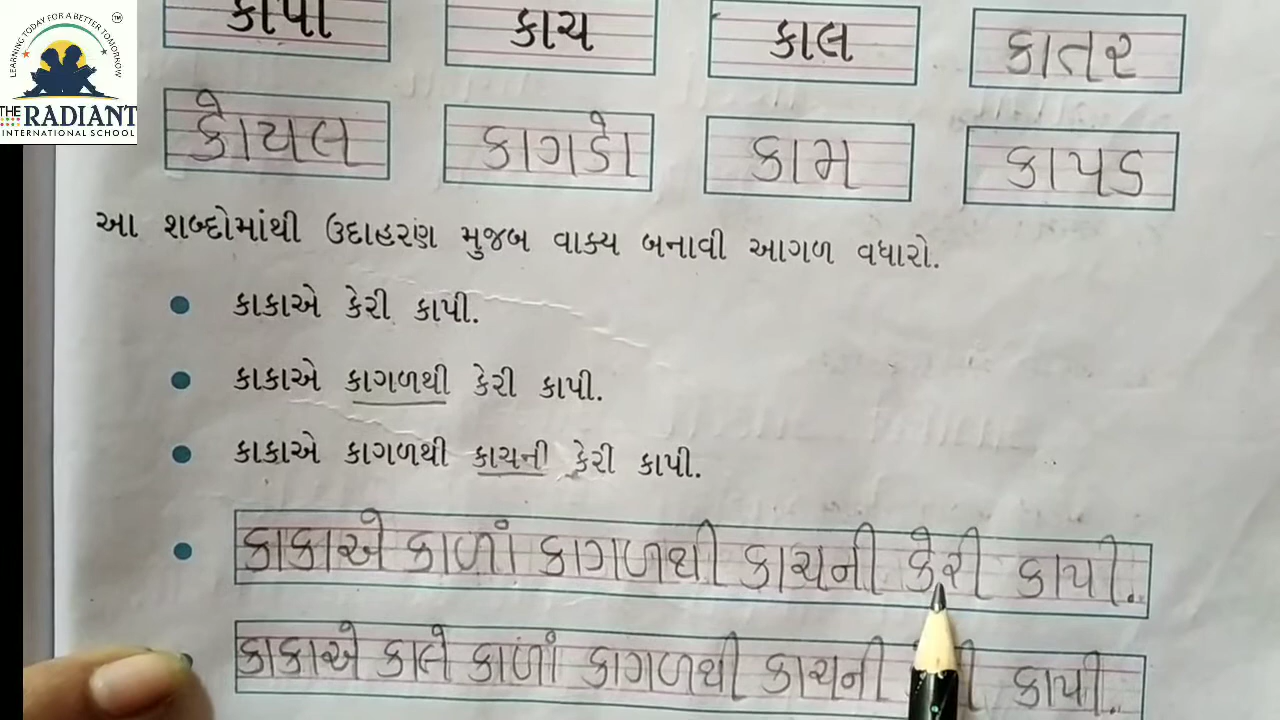 LEARNING TODAY FOR A BETTER TOMORROW
TM
THE RADIANT
INTERNATIONAL SCHOOL
કાપી કાચ કાલ કાતર
કોયલ કાગડો કામ કાપડ
આ શબ્દોમાંથી ઉદાહરણ મુજબ વાક્ય બનાવી આગળ વધારો.
કાકાએ કેરી કાપી.
કાકાએ કાગળથી કેરી કાપી.
કાકાએ કાગળથી કાચની કેરી કાપી.
કાકાએ કાળાં કાગળથી કાચની કેરી કાપી.
કાકાએ કાલે કાળાં કાગળથી કાચની કાપી.